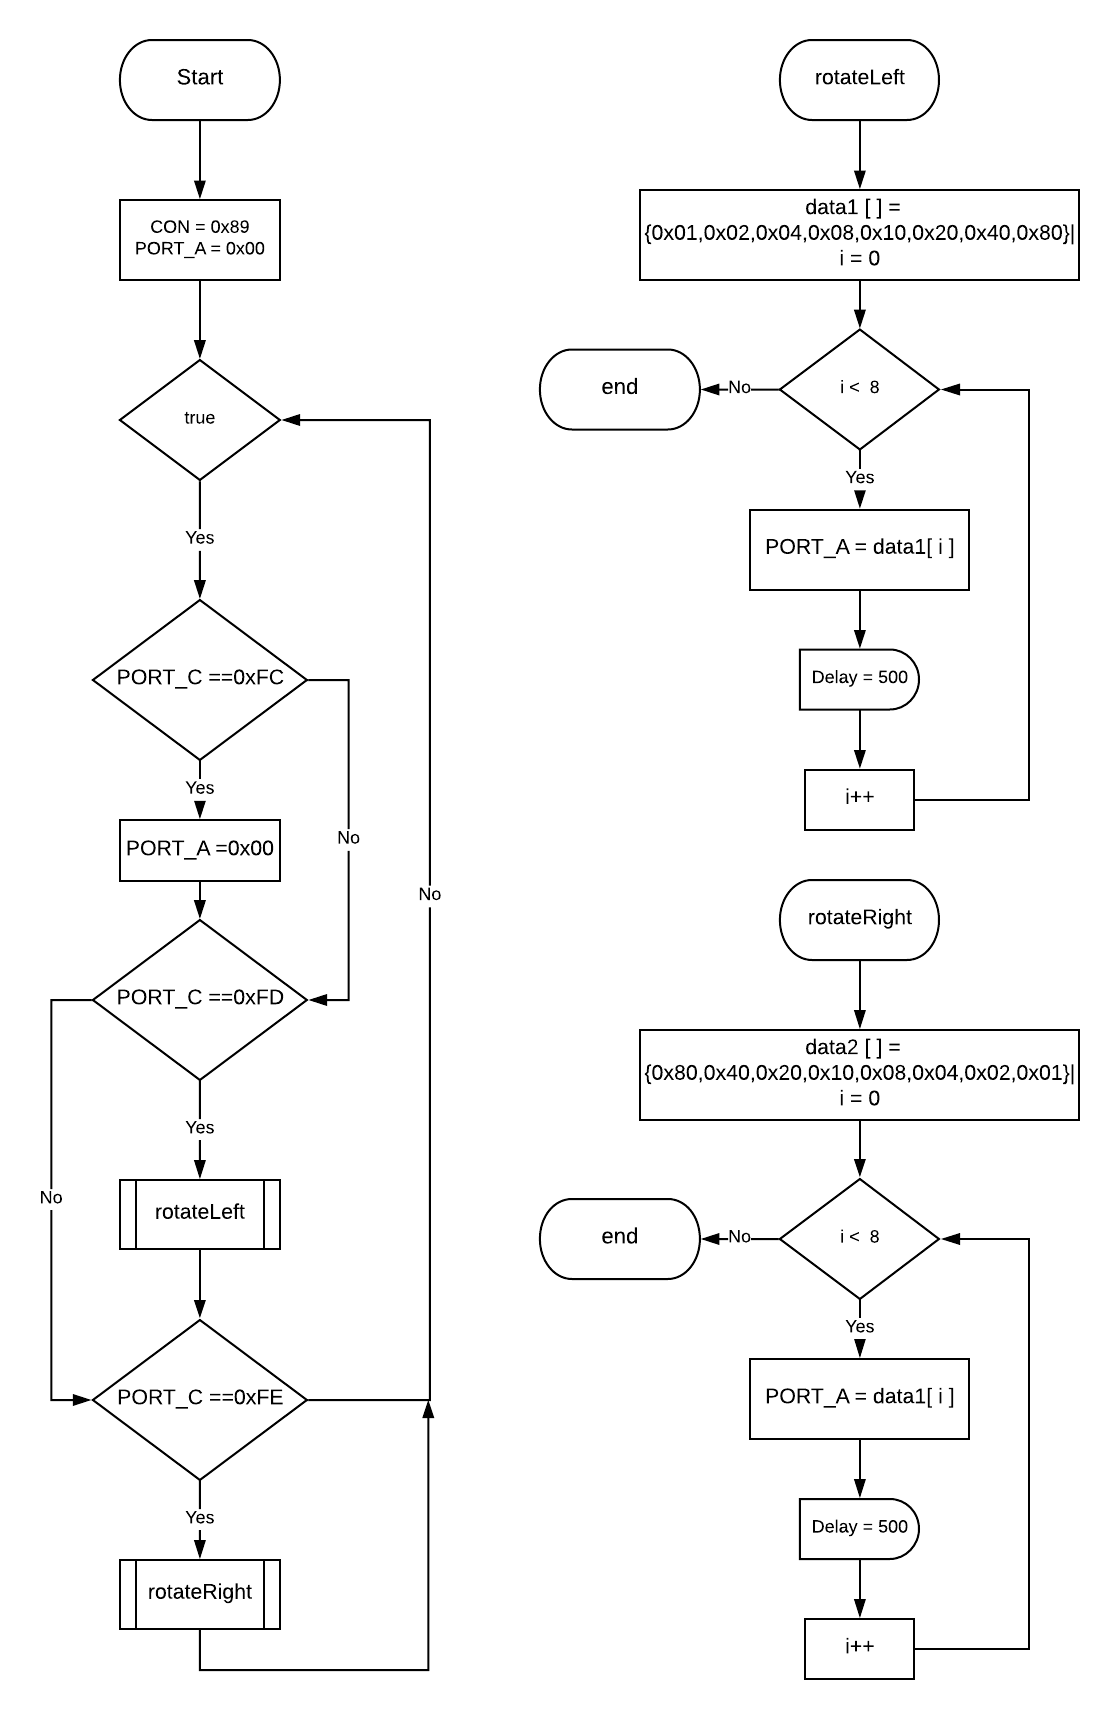 Start
CON = 0x89
PORT_A = 0x00
true
Yes
PORT_C ==0xFC
Yes
No
PORT_A =0x00
No
PORT_C ==0xFD
Yes
No
rotateLeft
PORT_C ==0xFE
Yes
rotateRight
rotateLeft
data1 [ ] =
{0x01,0x02,0x04,0x08,0x10,0x20,0x40,0x80}|
i = 0
end
No
i < 8
Yes
PORT_A = data1[ i ]
Delay = 500
i++
rotateRight
data2 [ ] =
{0x80,0x40,0x20,0x10,0x08,0x04,0x02,0x01}|
i = 0
end
No
i < 8
Yes
PORT_A = data1[ i ]
Delay = 500
i++